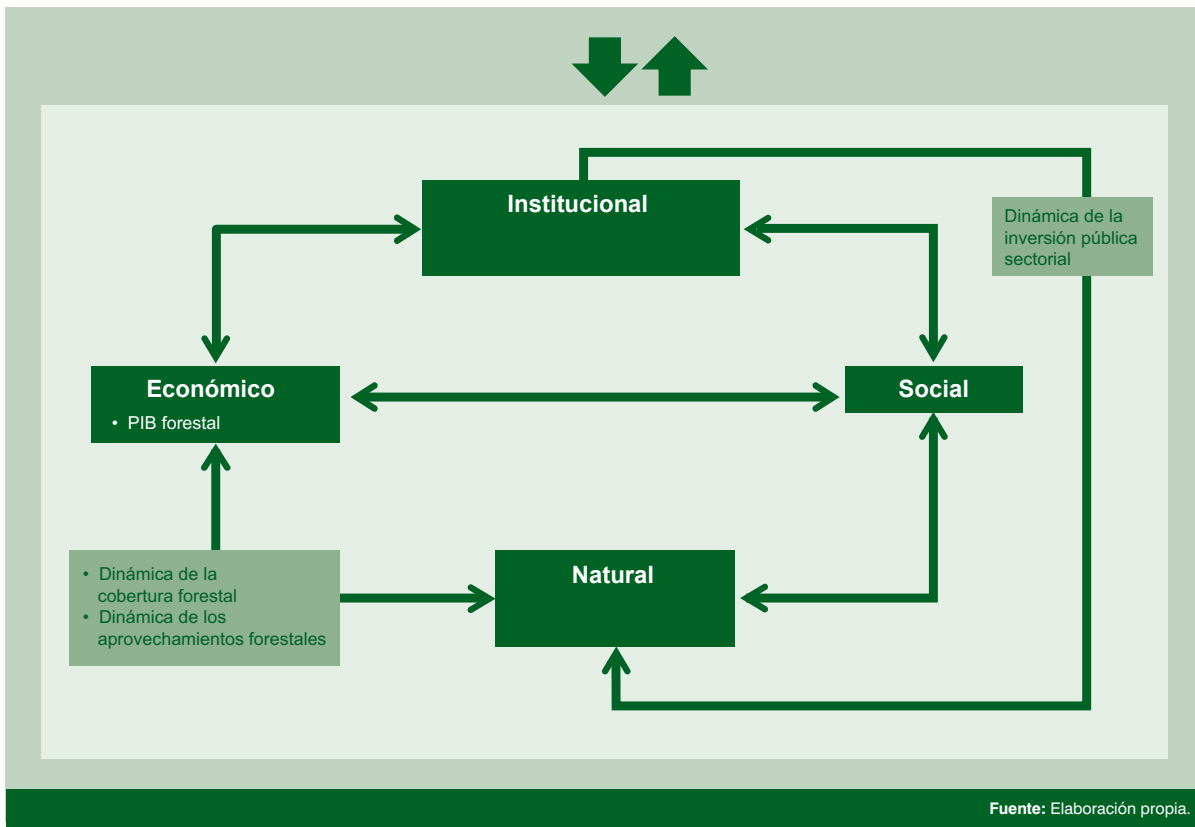 Institucional
Dinámica de la
inversión pública
sectorial
Económico
• PIB forestal
Social
• Dinámica de la
cobertura forestal
• Dinámica de los
aprovechamientos forestales
Natural
Fuente: Elaboración propia.